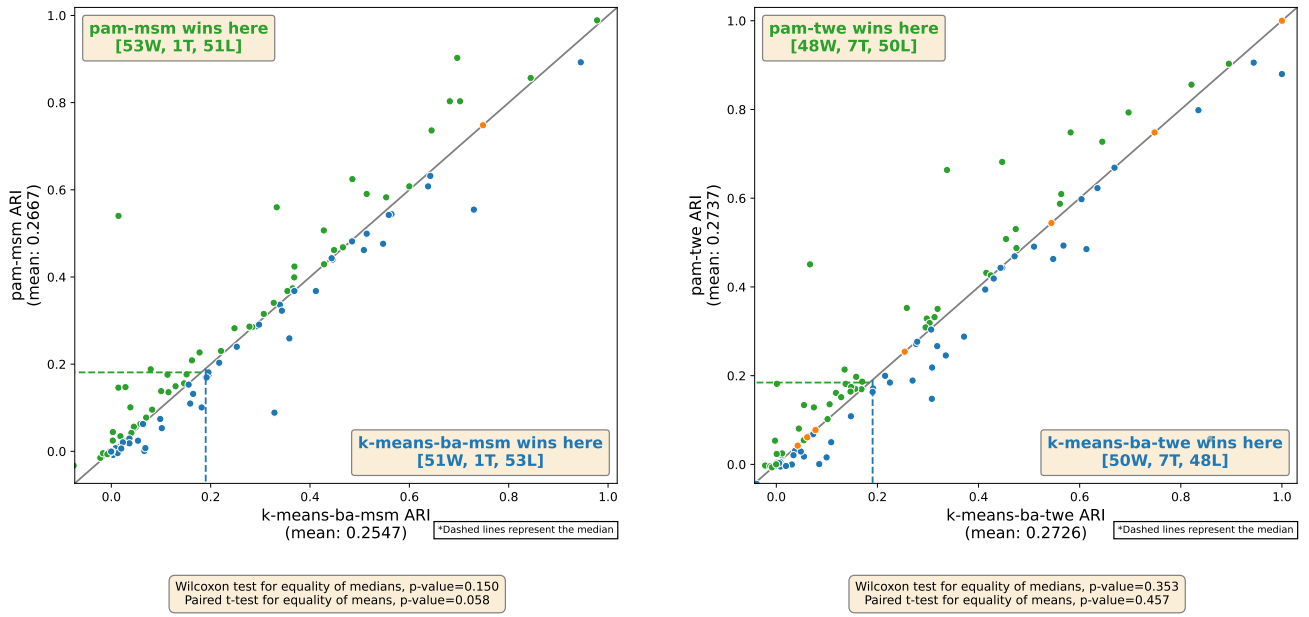 pam-msm wins here
[53W, 1T, 51L]
1.0
0.8
0.6
0.4
0.2
0.0
pam-msm ARI
(mean: 0.2667)
k-means-ba-msm wins here
[51W, 1T, 53L]
0.0 0.2 0.4 0.6 0.8 1.0
k-means-ba-msm ARI
(mean: 0.2547)
*Dashed lines represent the median
Wilcoxon test for equality of medians, p-value=0.150
Paired t-test for equality of means, p-value=0.058
pam-twe wins here
[48W, 7T, 50L]
1.0
0.8
0.6
0.4
0.2
0.0
pam-twe ARI
(mean: 0.2737)
k-means-ba-twe wins here
[50W, 7T, 48L]
0.0 0.2 0.4 0.6 0.8 1.0
k-means-ba-twe ARI
(mean: 0.2726)
*Dashed lines represent the median
Wilcoxon test for equality of medians, p-value=0.353
Paired t-test for equality of means, p-value=0.457